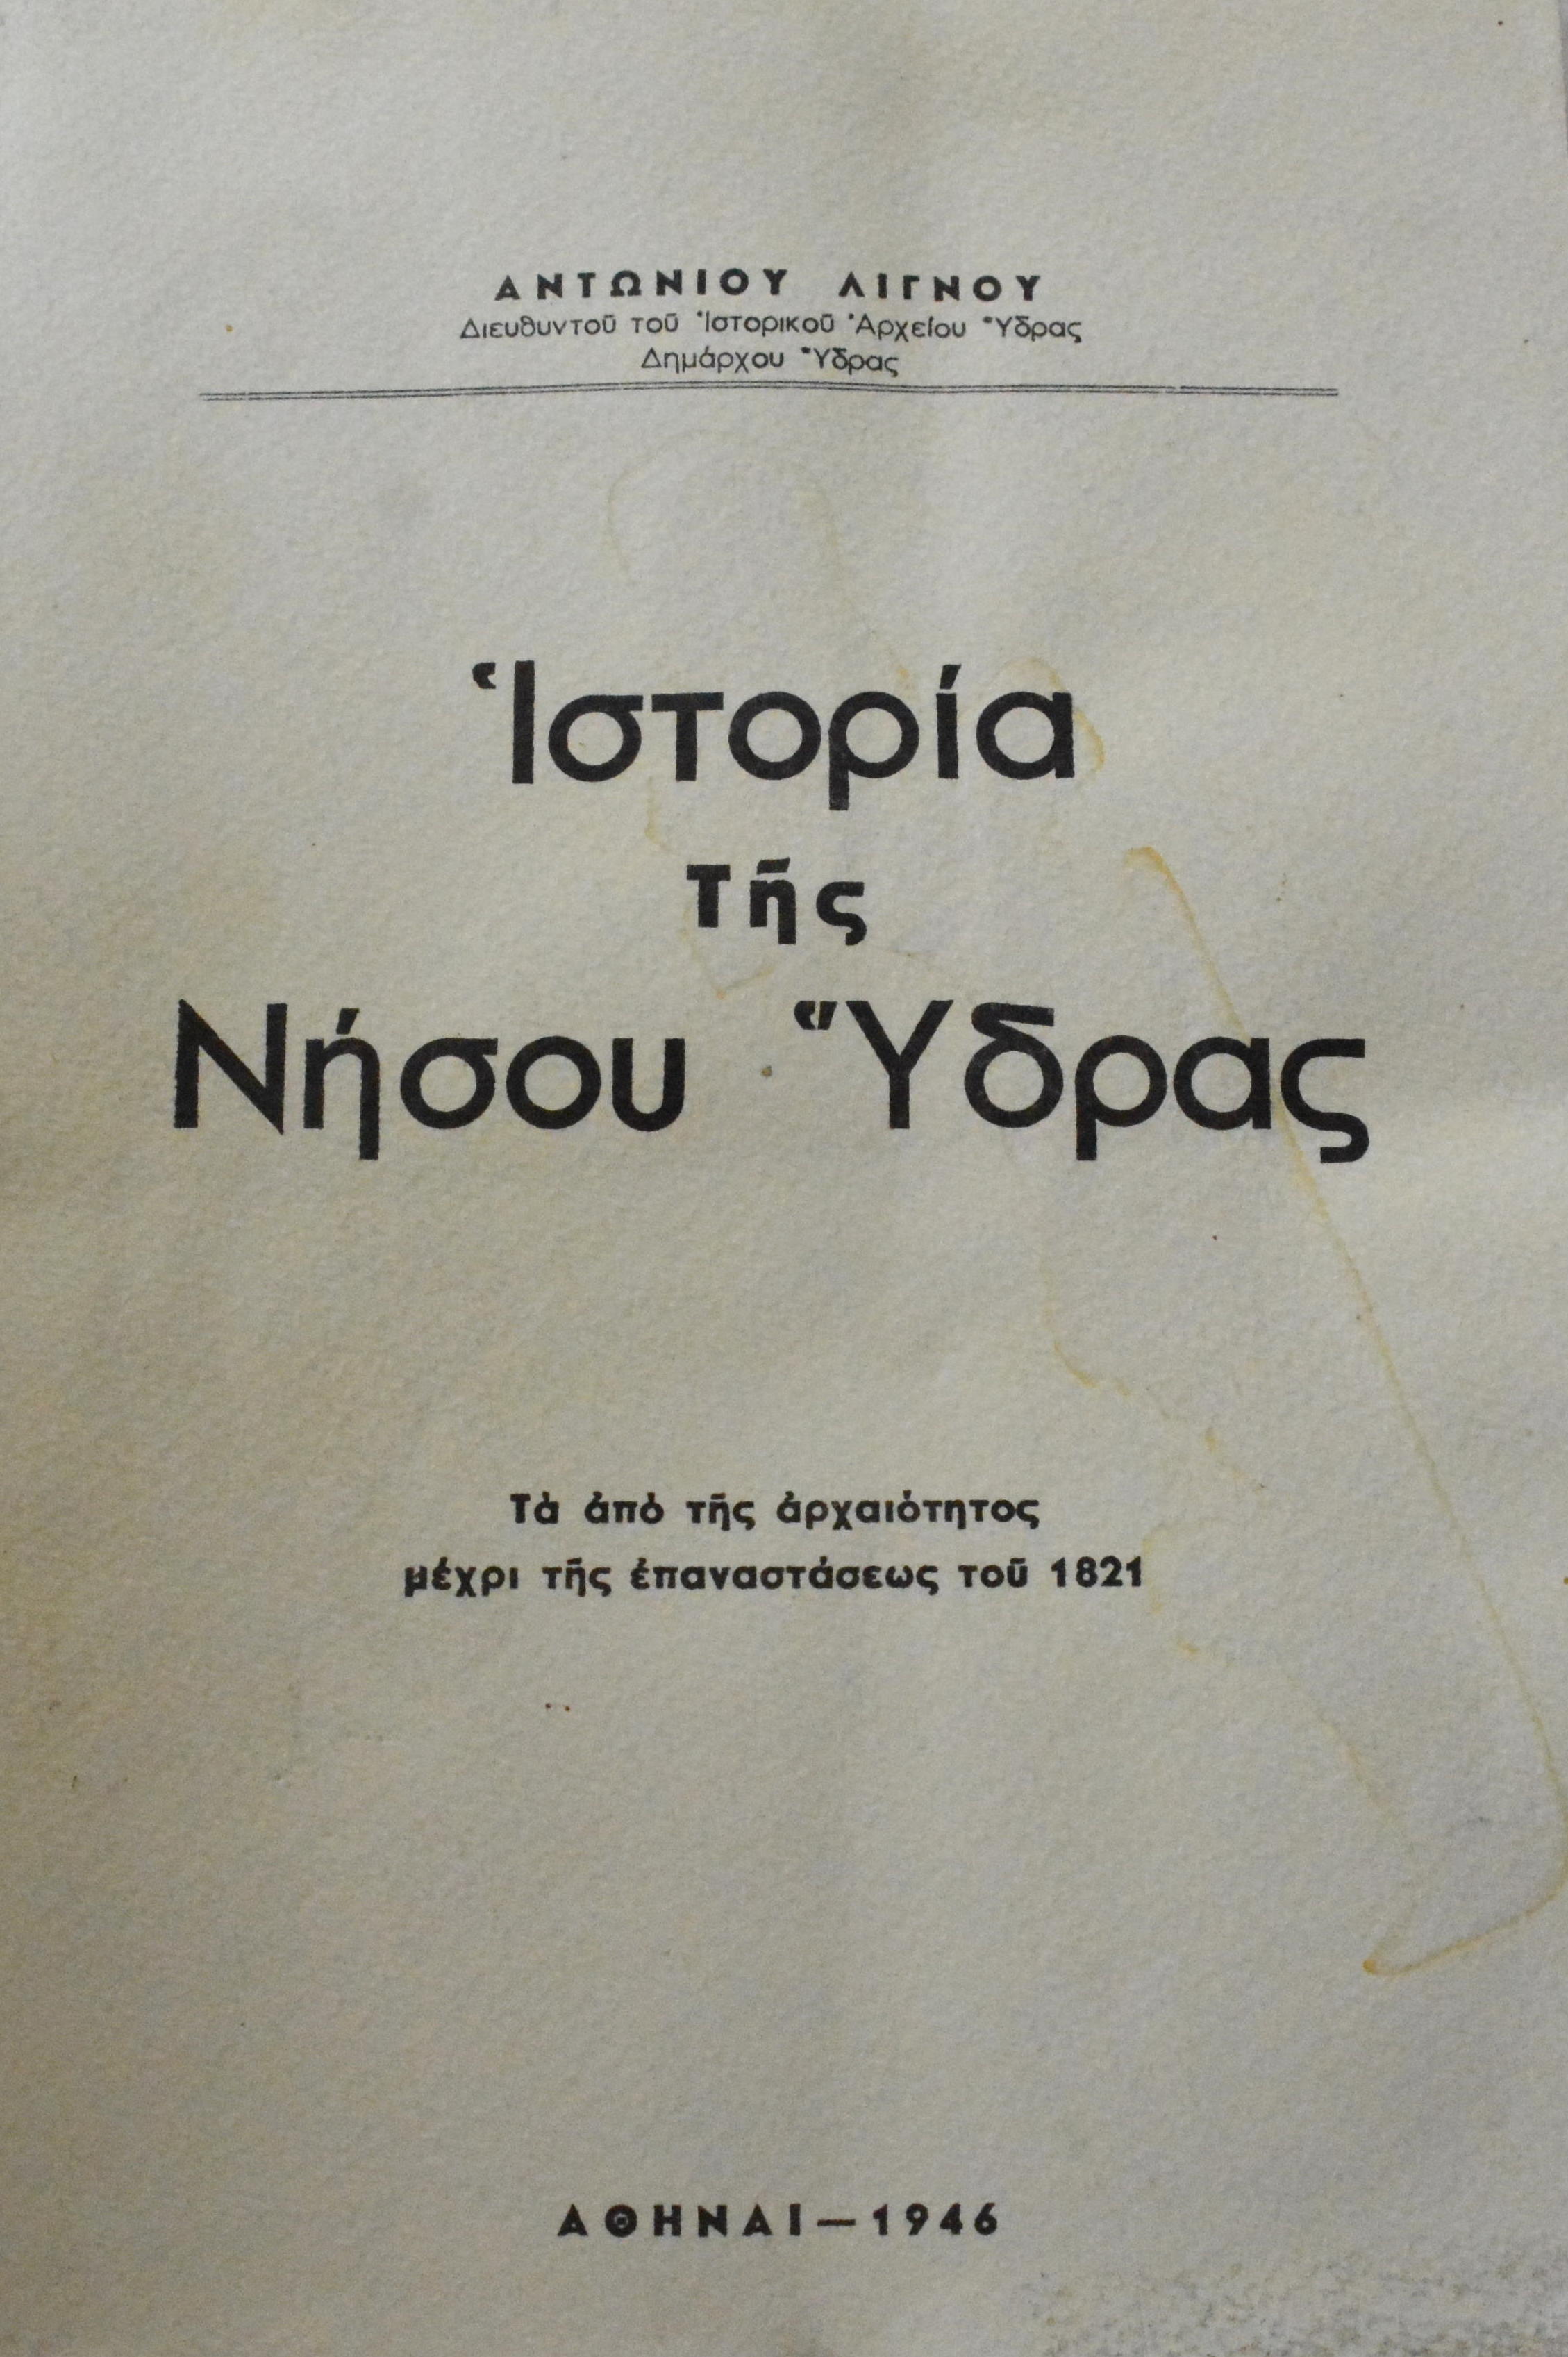 ΑΝΤΩΝΙΟΥ ΛΙΓΝΟΥ
Διευθυντοῦ τοῦ Ἱστορικοῦ Ἀρχείου Ὕδρας
Δημάρχου Ὕδρας
Ἱστορία
τῆς
Νήσου Ὕδρας
Τὰ ἀπὸ τῆς ἀρχαιότητος
μέχρι τῆς ἐπαναστάσεως τοῦ 1821
ΑΘΗΝΑΙ—1946